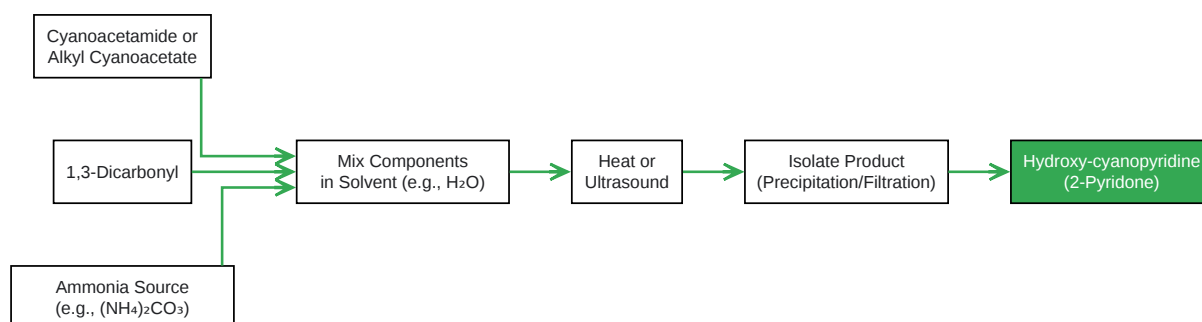 Cyanoacetamide or
Alkyl Cyanoacetate
1,3-Dicarbonyl
Ammonia Source
(e.g., (NH₄)₂CO₃)
Mix Components
in Solvent (e.g., H₂O)
Heat or
Ultrasound
Isolate Product
(Precipitation/Filtration)
Hydroxy-cyanopyridine
(2-Pyridone)